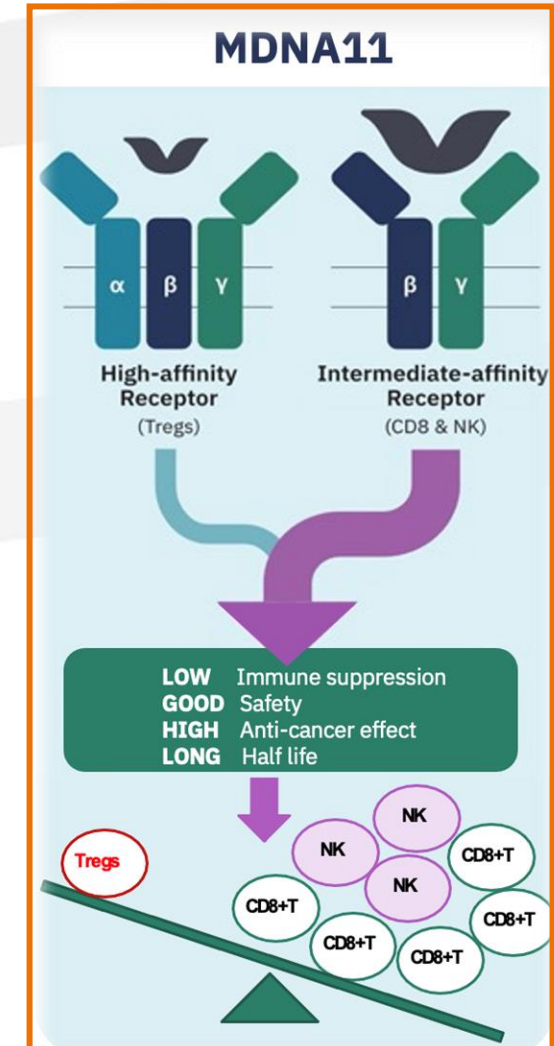 MDNA11
α β γ
β γ
High-affinity
Receptor
(Tregs)
Intermediate-affinity
Receptor
(CD8 & NK)
LOW Immune suppression
GOOD Safety
HIGH Anti-cancer effect
LONG Half life
Tregs
NK
NK
NK
CD8+T
CD8+T
CD8+T
CD8+T
CD8+T